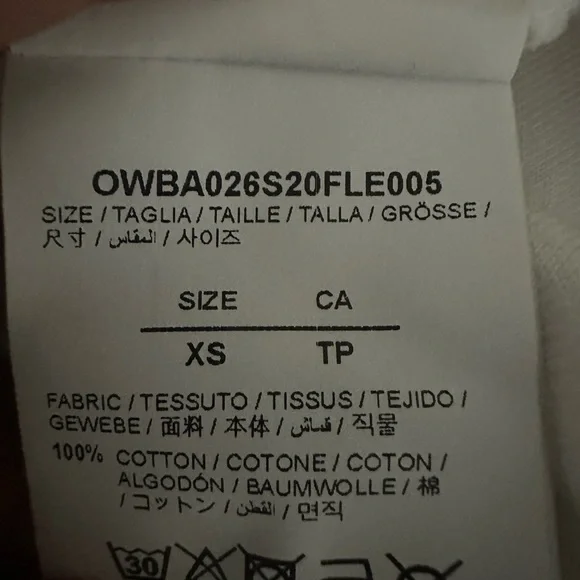 OWBA026S20FLE005
SIZE / TAGLIA / TAILLE / TALLA / GRÖSSE /
尺寸 / المقاس / 사이즈
SIZE CA
XS TP
FABRIC / TESSUTO / TISSUS / TEJIDO /
GEWEBE / 面料 / 本体 / قماش / 직물
100% COTTON / COTONE / COTON /
ALGODÓN / BAUMWOLLE / 棉
/ コットン / القطن / 면직
30